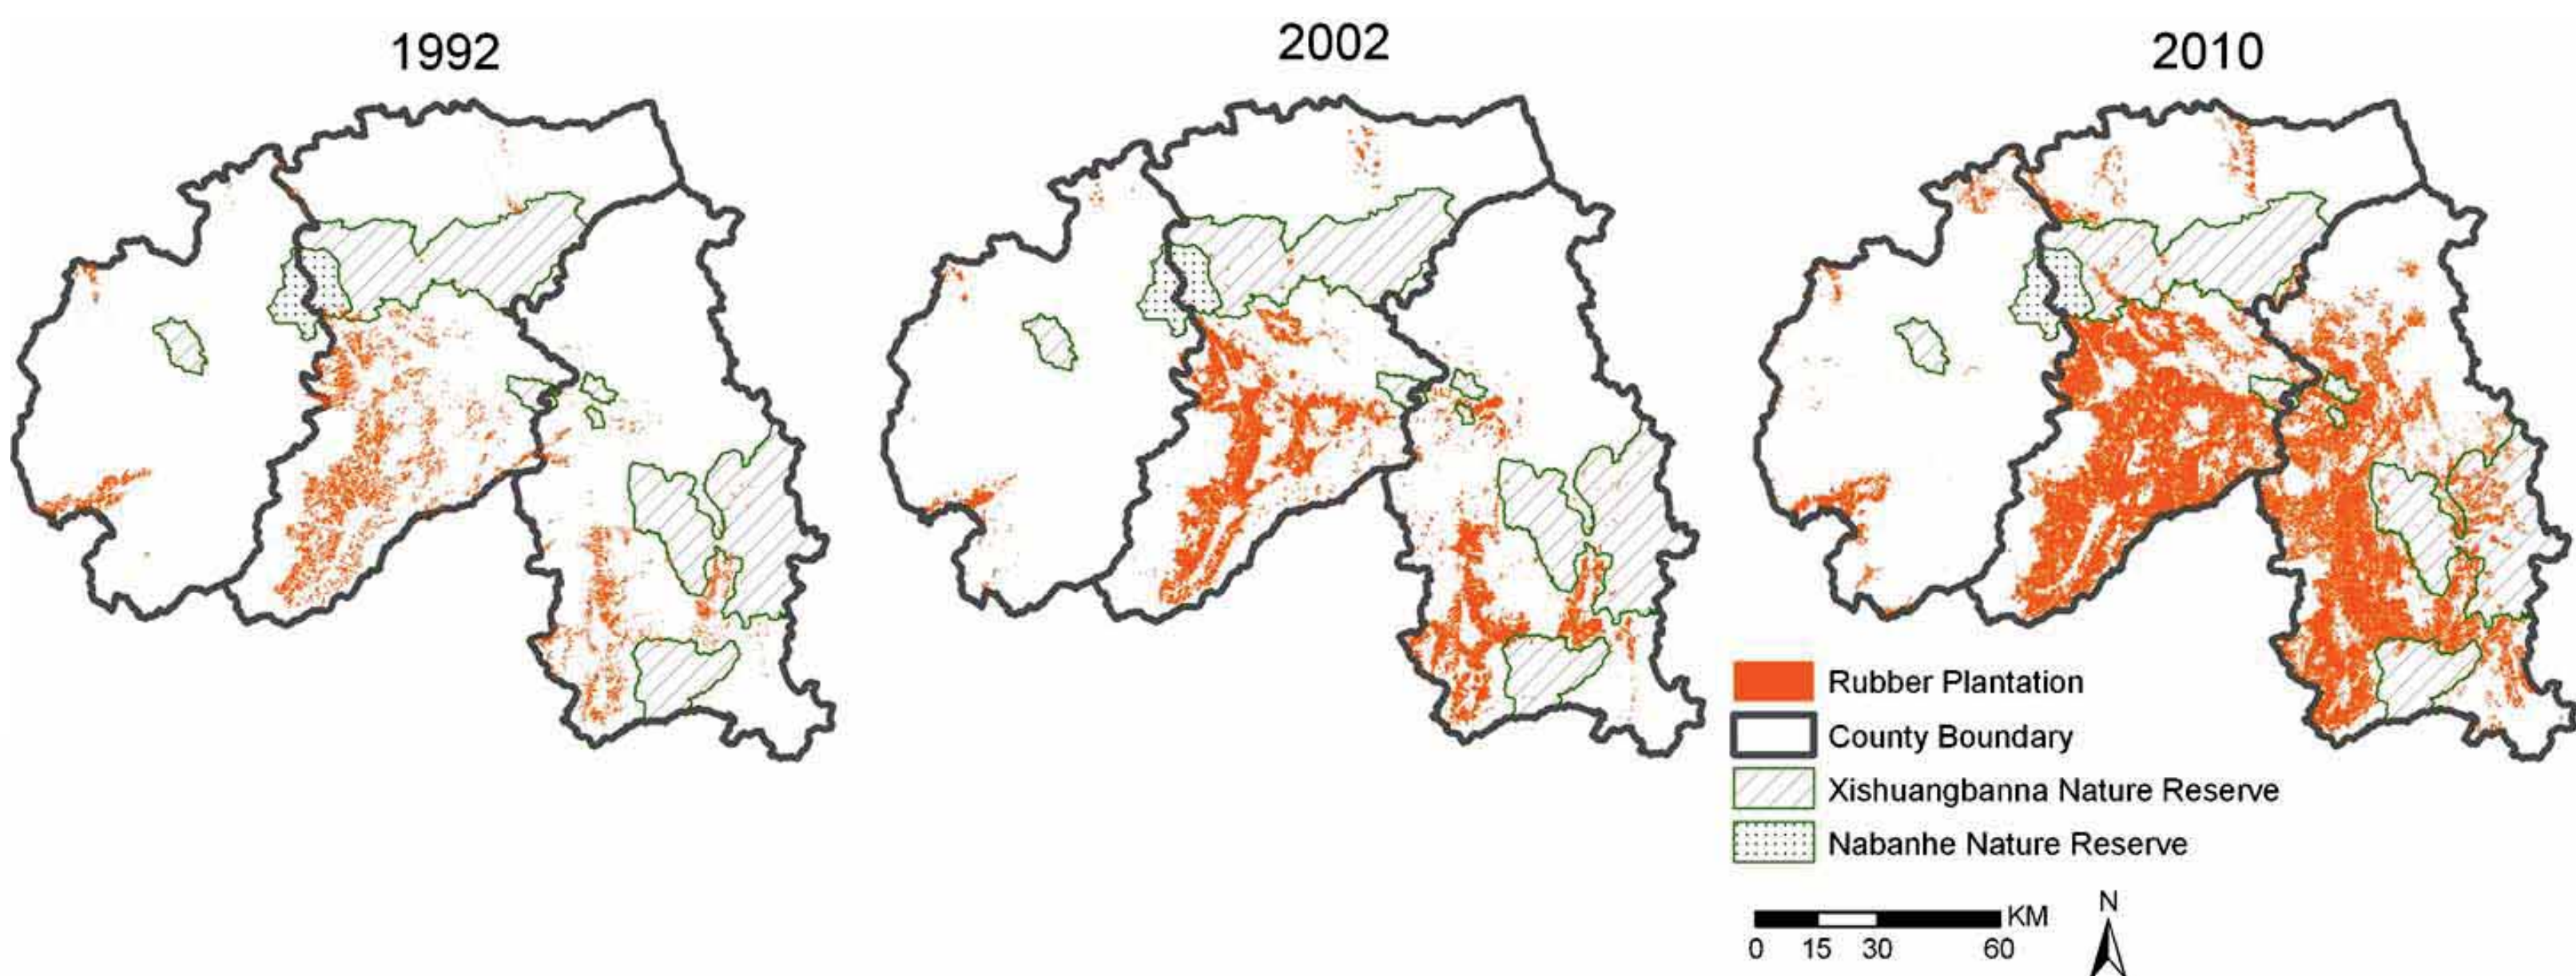 1992
2002
2010
Rubber Plantation
County Boundary
Xishuangbanna Nature Reserve
Nabanhe Nature Reserve
KM
0 15 30 60
N